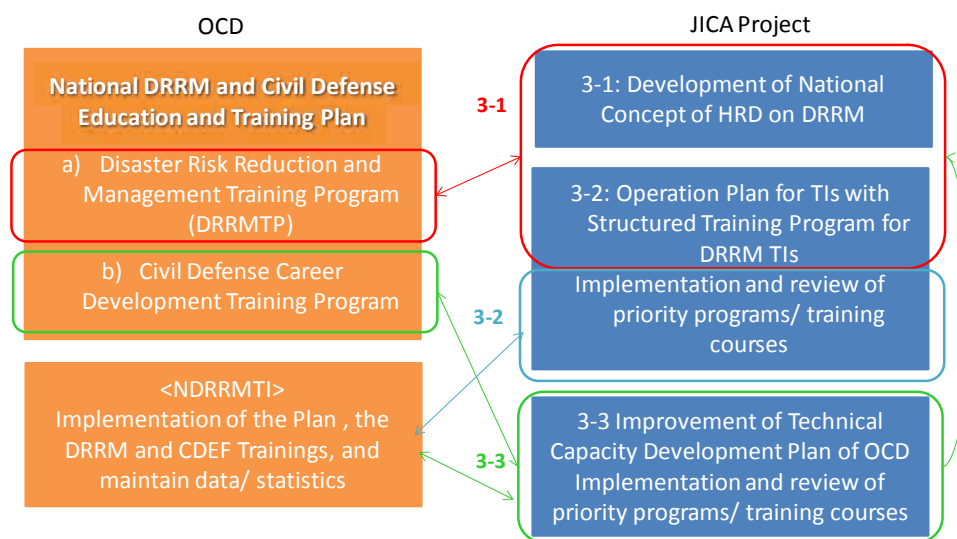 OCD
National DRRM and Civil Defense
Education and Training Plan
a) Disaster Risk Reduction and
Management Training Program
(DRRMTP)
b) Civil Defense Career
Development Training Program
<NDRRMTI>
Implementation of the Plan , the
DRRM and CDEF Trainings, and
maintain data/ statistics
3-1
3-2
3-3
JICA Project
3-1: Development of National
Concept of HRD on DRRM
3-2: Operation Plan for TIs with
Structured Training Program for
DRRM TIs
Implementation and review of
priority programs/ training
courses
3-3 Improvement of Technical
Capacity Development Plan of OCD
Implementation and review of
priority programs/ training courses